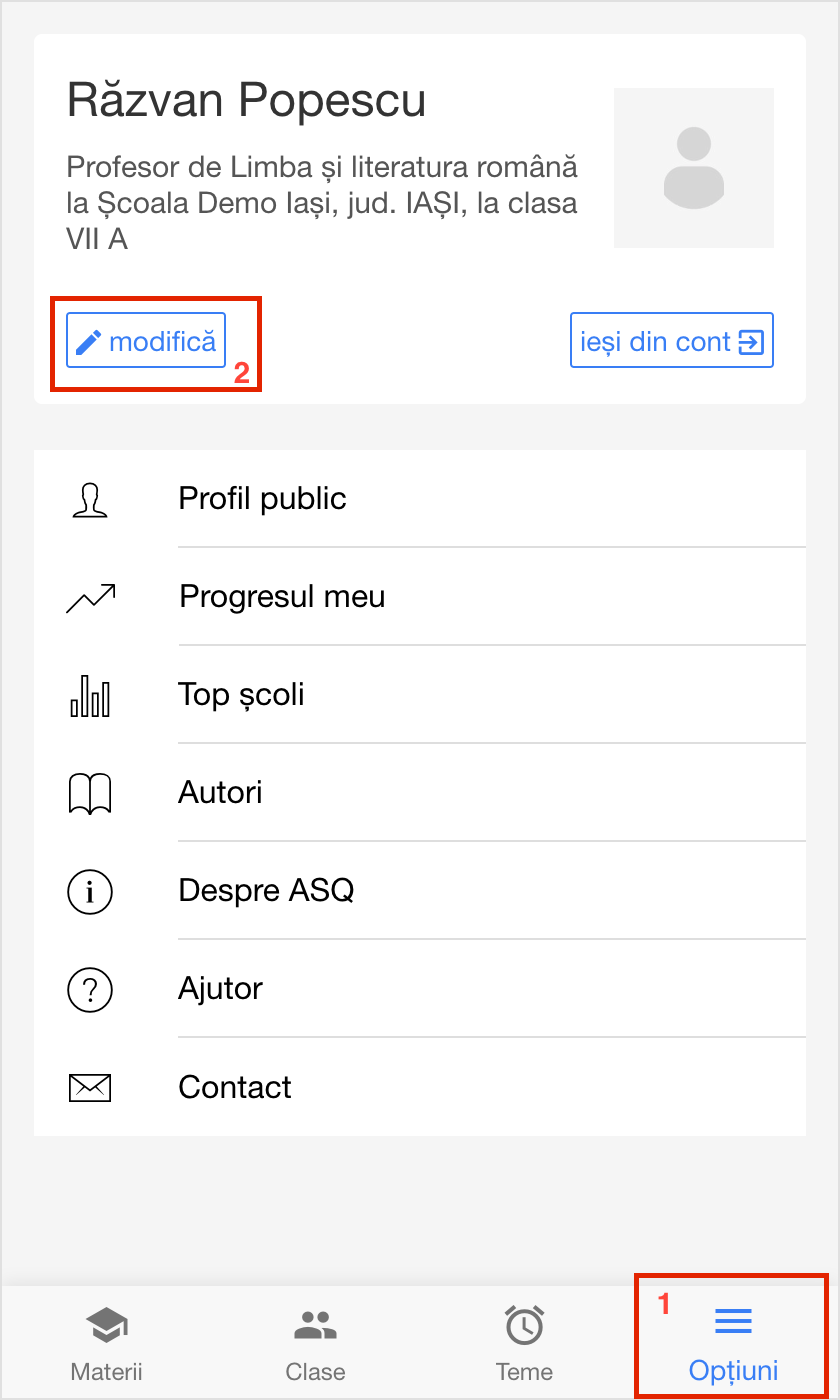 Răzvan Popescu
Profesor de Limba și literatura română
la Școala Demo Iași, jud. IAȘI, la clasa
VII A
modifică
2
ieși din cont
Profil public
Progresul meu
Top școli
Autori
Despre ASQ
Ajutor
Contact
1
Materii
Clase
Teme
Opțiuni